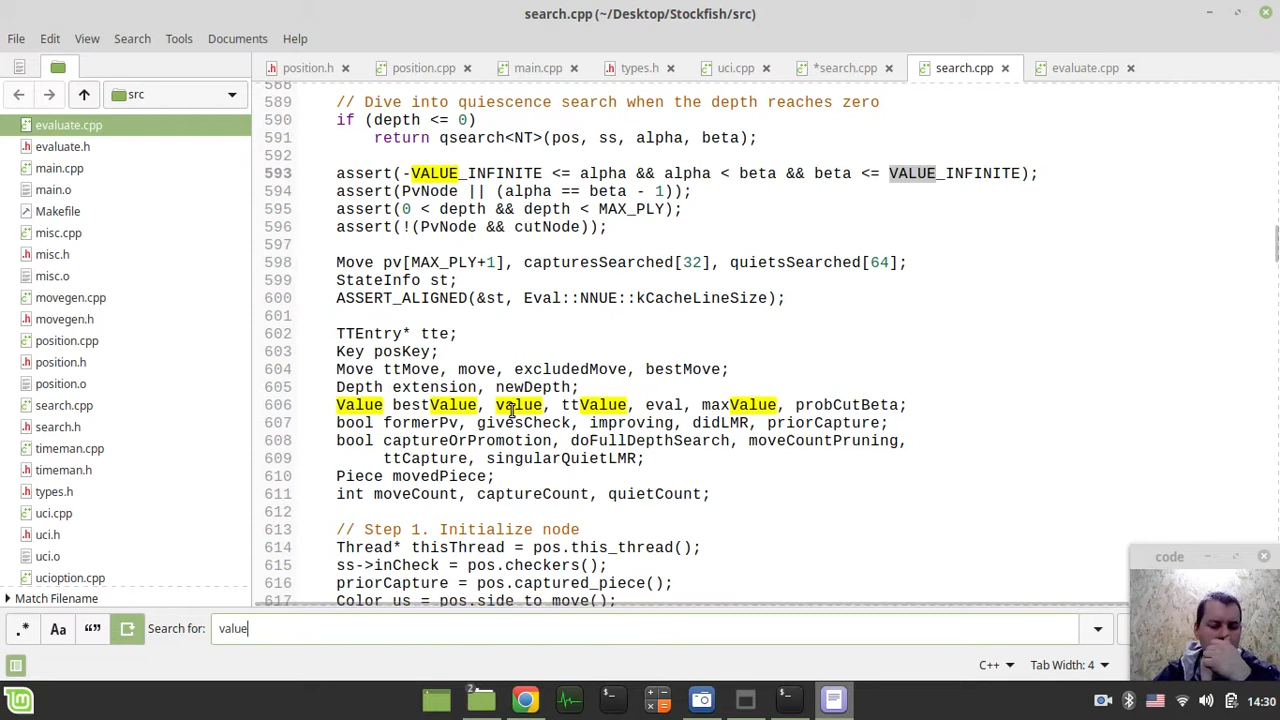 search.cpp (~/Desktop/Stockfish/src)
File Edit View Search Tools Documents Help
position.h position.cpp main.cpp types.h uci.cpp *search.cpp search.cpp evaluate.cpp
src
evaluate.cpp
evaluate.h
main.cpp
main.o
Makefile
misc.cpp
misc.h
misc.o
movegen.cpp
movegen.h
position.cpp
position.h
position.o
search.cpp
search.h
timeman.cpp
timeman.h
types.h
uci.cpp
uci.h
uci.o
ucioption.cpp
Match Filename
588
589 // Dive into quiescence search when the depth reaches zero
590 if (depth <= 0)
591 return qsearch<NT>(pos, ss, alpha, beta);
592
593 assert(-VALUE_INFINITE <= alpha && alpha < beta && beta <= VALUE_INFINITE);
594 assert(PvNode || (alpha == beta - 1));
595 assert(0 < depth && depth < MAX_PLY);
596 assert(!(PvNode && cutNode));
597
598 Move pv[MAX_PLY+1], capturesSearched[32], quietsSearched[64];
599 StateInfo st;
600 ASSERT_ALIGNED(&st, Eval::NNUE::kCacheLineSize);
601
602 TTEntry* tte;
603 Key posKey;
604 Move ttMove, move, excludedMove, bestMove;
605 Depth extension, newDepth;
606 Value bestValue, value, ttValue, eval, maxValue, probCutBeta;
607 bool formerPv, givesCheck, improving, didLMR, priorCapture;
608 bool captureOrPromotion, doFullDepthSearch, moveCountPruning,
609 ttCapture, singularQuietLMR;
610 Piece movedPiece;
611 int moveCount, captureCount, quietCount;
612
613 // Step 1. Initialize node
614 Thread* thisThread = pos.this_thread();
615 ss->inCheck = pos.checkers();
616 priorCapture = pos.captured_piece();
617 Color us = pos.side_to_move();
.* Aa “” Search for: value
C++ Tab Width: 4
code
2
14:30